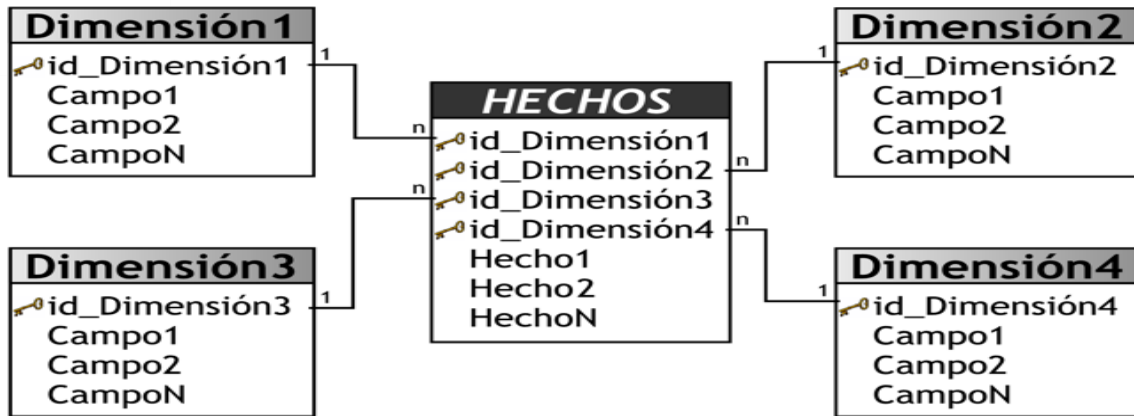 Dimensión1
id_Dimensión1
Campo1
Campo2
CampoN
1
n
HECHOS
id_Dimensión1
id_Dimensión2
id_Dimensión3
id_Dimensión4
Hecho1
Hecho2
HechoN
Dimensión2
id_Dimensión2
Campo1
Campo2
CampoN
1
n
Dimensión3
id_Dimensión3
Campo1
Campo2
CampoN
1
n
Dimensión4
id_Dimensión4
Campo1
Campo2
CampoN
1
n